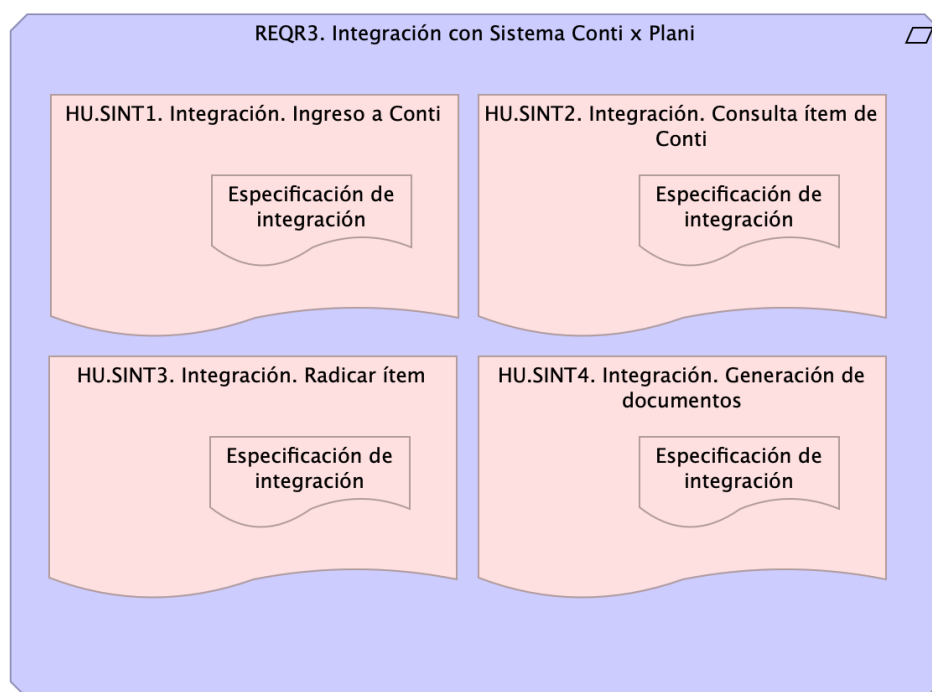 REQR3. Integración con Sistema Conti x Plani
HU.SINT1. Integración. Ingreso a Conti
Especificación de
integración
HU.SINT2. Integración. Consulta ítem de
Conti
Especificación de
integración
HU.SINT3. Integración. Radicar ítem
Especificación de
integración
HU.SINT4. Integración. Generación de
documentos
Especificación de
integración